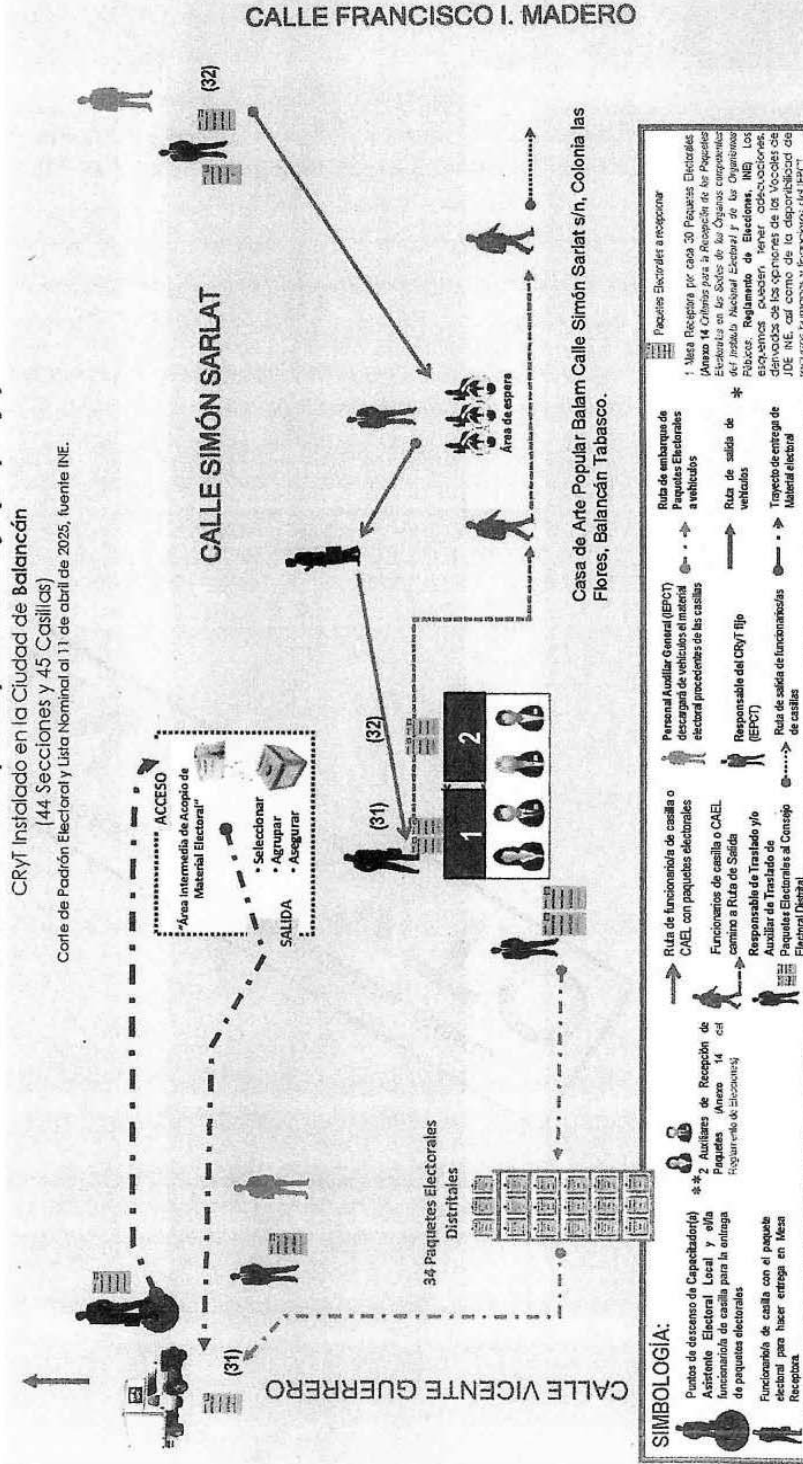 CRyT Instalado en la Ciudad de Balancán
(44 Secciones y 45 Casillas)
Corte de Padrón Electoral y Lista Nominal al 11 de abril de 2025, fuente INE.
CALLE FRANCISCO I. MADERO
CALLE SIMÓN SARLAT
CALLE VICENTE GUERRERO
(32)
Área de espera
ACCESO
"Área Intermedia de Acopio de
Material Electoral"
• Seleccionar
• Agrupar
• Asegurar
SALIDA
(31)
(32)
1
2
(31)
34 Paquetes Electorales
Distritales
Casa de Arte Popular Balam Calle Simón Sarlat s/n, Colonia las
Flores, Balancán Tabasco.
SIMBOLOGÍA:
Puntos de descenso de Capacitador(a)
Asistente Electoral Local y el/la
funcionario/a de casilla para la entrega
de paquetes electorales
Funcionario/a de casilla con el paquete
electoral para hacer entrega en Mesa
Receptora.
** 2 Auxiliares de Recepción de
Paquetes (Anexo 14 del
Reglamento de Elecciones)
Ruta de funcionario/a de casilla o
CAEL con paquetes electorales
Funcionarios de casilla o CAEL
camino a Ruta de Salida
Responsable de Traslado y/o
Auxiliar de Traslado de
Paquetes Electorales al Consejo
Electoral Distrital
Personal Auxiliar General (IEPCT)
descargará de vehículos el material
electoral procedentes de las casillas
Responsable del CRyT fijo
(IEPCT)
Ruta de salida de funcionarios/as
de casillas
Ruta de embarque de
Paquetes Electorales
a vehículos
Ruta de salida de
vehículos
Trayecto de entrega de
Material electoral
Paquetes Electorales a recepcionar
* 1 Mesa Receptora por cada 30 Paquetes Electorales
(Anexo 14 Criterios para la Recepción de los Paquetes
Electorales en las Sedes de los Órganos competentes
del Instituto Nacional Electoral y de los Organismos
Públicos. Reglamento de Elecciones, INE) Los
esquemas pueden tener adecuaciones,
derivados de las opiniones de los Vocales de
JDE INE, así como de la disponibilidad de